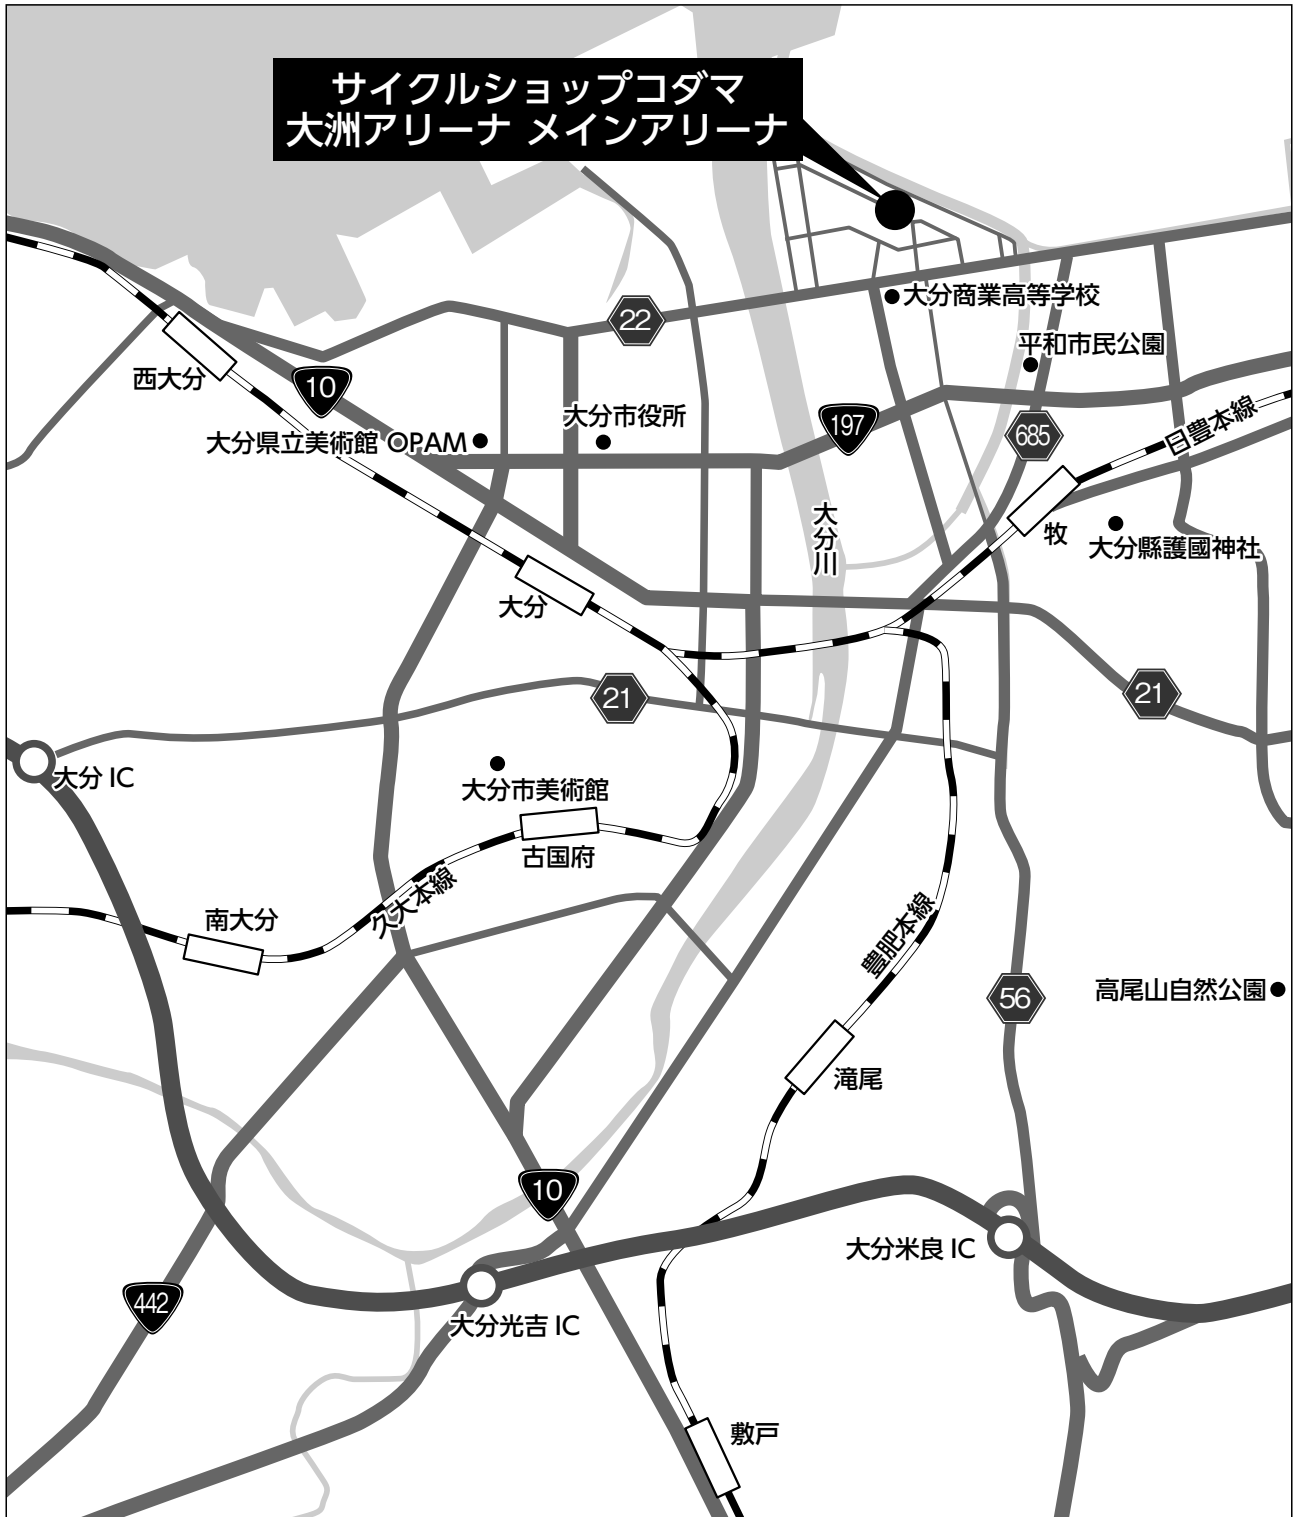 サイクルショップコダマ
大洲アリーナ メインアリーナ
大分商業高等学校
22
平和市民公園
西大分
10
大分市役所
197
大分県立美術館 OPAM
685
日豊本線
大分川
牧
大分縣護國神社
大分
21
21
大分 IC
大分市美術館
古国府
久大本線
南大分
豊肥本線
56
高尾山自然公園
滝尾
10
大分米良 IC
442
大分光吉 IC
敷戸